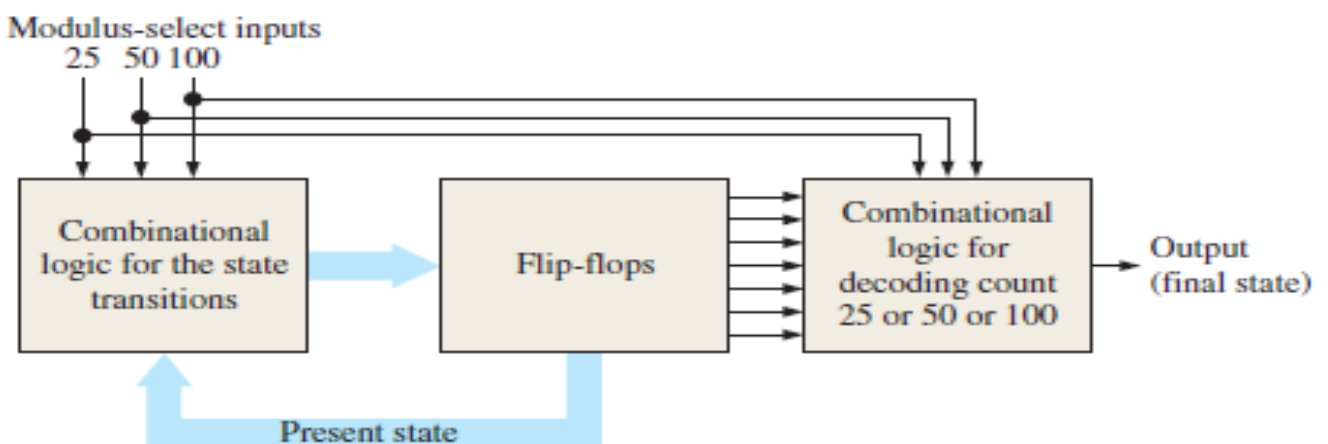 Modulus-select inputs
25 50 100
Combinational
logic for the state
transitions
Flip-flops
Combinational
logic for
decoding count
25 or 50 or 100
Output
(final state)
Present state